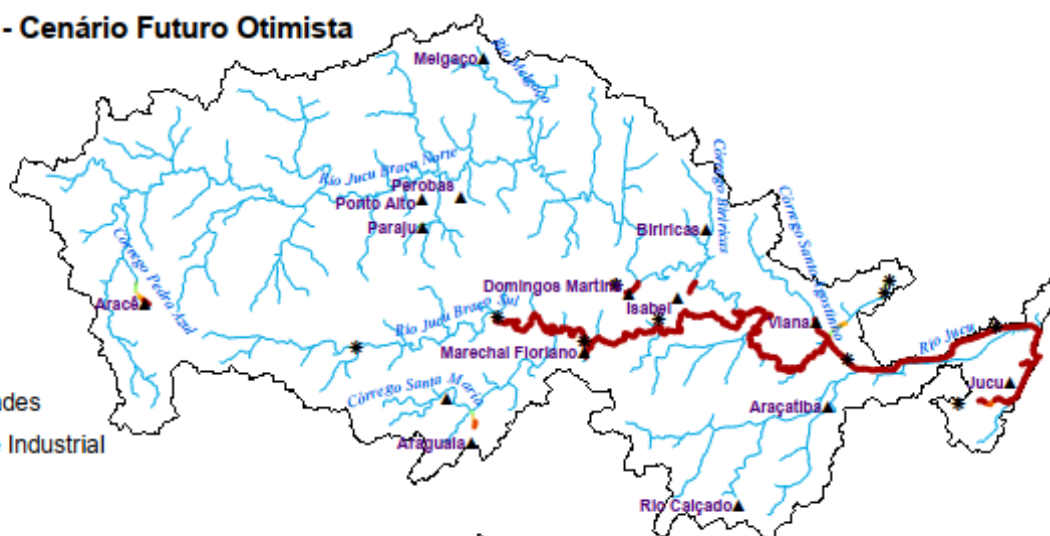 - Cenário Futuro Otimista
Melgaço
Rio Melgaço
Rio Jucu Braço Norte
Perobas
Ponto Alto
Paraju
Córrego Biriricas
Biriricas
Córrego Santo Agostinho
Córrego Pedra Azul
Aracê
Domingos Martins
Isabel
Viana
Rio Jucu Braço Sul
Marechal Floriano
Rio Jucu
Jucu
Córrego Santa Maria
Araçatiba
Araguaia
Rio Calçado
des
Industrial